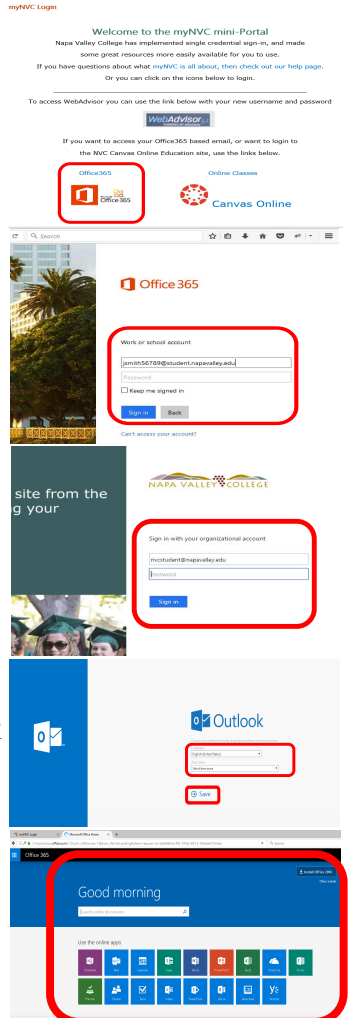 myNVC Login
Welcome to the myNVC mini-Portal
Napa Valley College has implemented single credential sign-in, and made
some great resources more easily available for you to use.
If you have questions about what myNVC is all about, then check out our help page.
Or you can click on the icons below to login.
To access WebAdvisor you can use the link below with your new username and password
WebAdvisor
If you want to access your Office365 based email, or want to login to
the NVC Canvas Online Education site, use the links below.
Office365
Online Classes
Office 365
Canvas Online
Search
Office 365
Work or school account
jsmith56789@student.napavalley.edu
Password
Keep me signed in
Sign in
Back
Can't access your account?
NAPA VALLEY COLLEGE
site from the
g your
Sign in with your organizational account
nvcstudent@napavalley.edu
Password
Sign in
Outlook
Save
myNVC Login
Microsoft Office Home
Search
Office 365
Install Office 2016
Good morning
Search online documents
Use the online apps